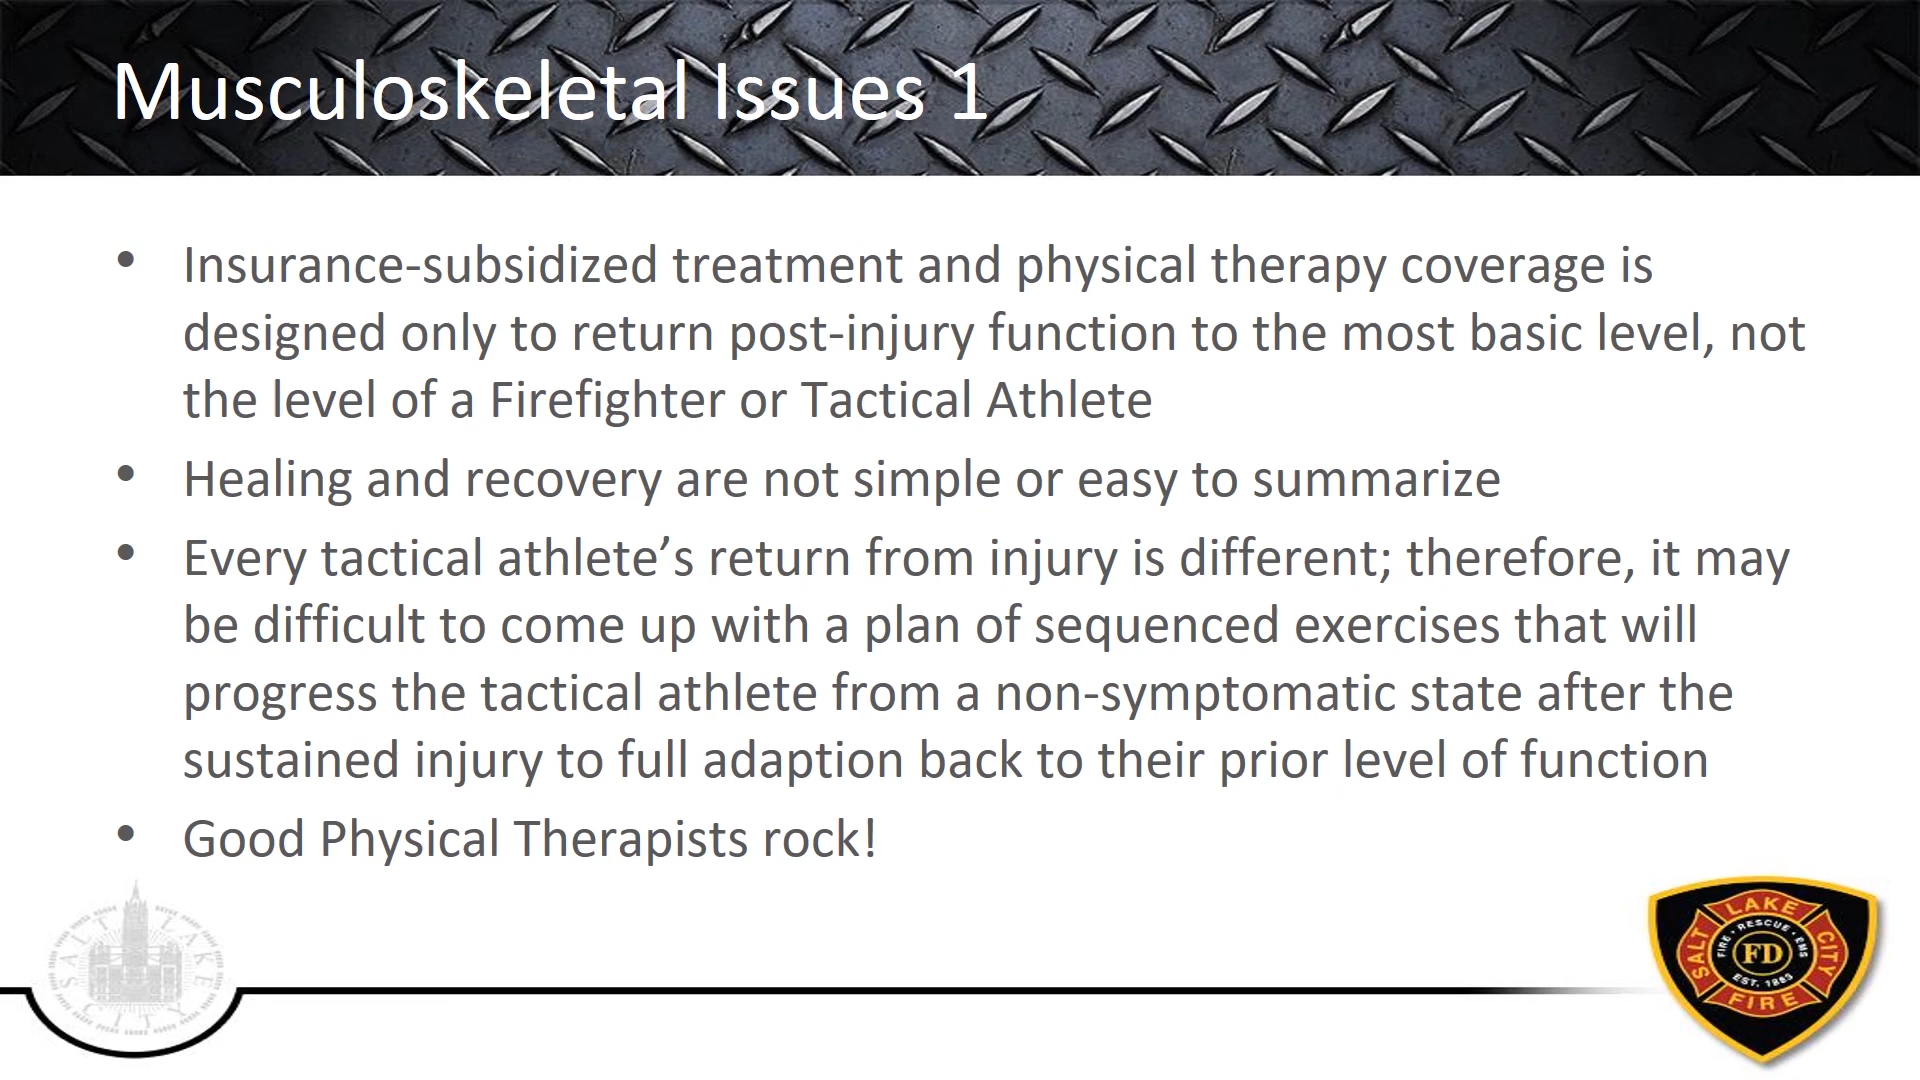 Musculoskeletal Issues 1
• Insurance-subsidized treatment and physical therapy coverage is
designed only to return post-injury function to the most basic level, not
the level of a Firefighter or Tactical Athlete
• Healing and recovery are not simple or easy to summarize
• Every tactical athlete’s return from injury is different; therefore, it may
be difficult to come up with a plan of sequenced exercises that will
progress the tactical athlete from a non-symptomatic state after the
sustained injury to full adaption back to their prior level of function
• Good Physical Therapists rock!
SALT LAKE
CITY
SALT LAKE CITY
FIRE • RESCUE • EMS
FD
EST. 1883
FIRE